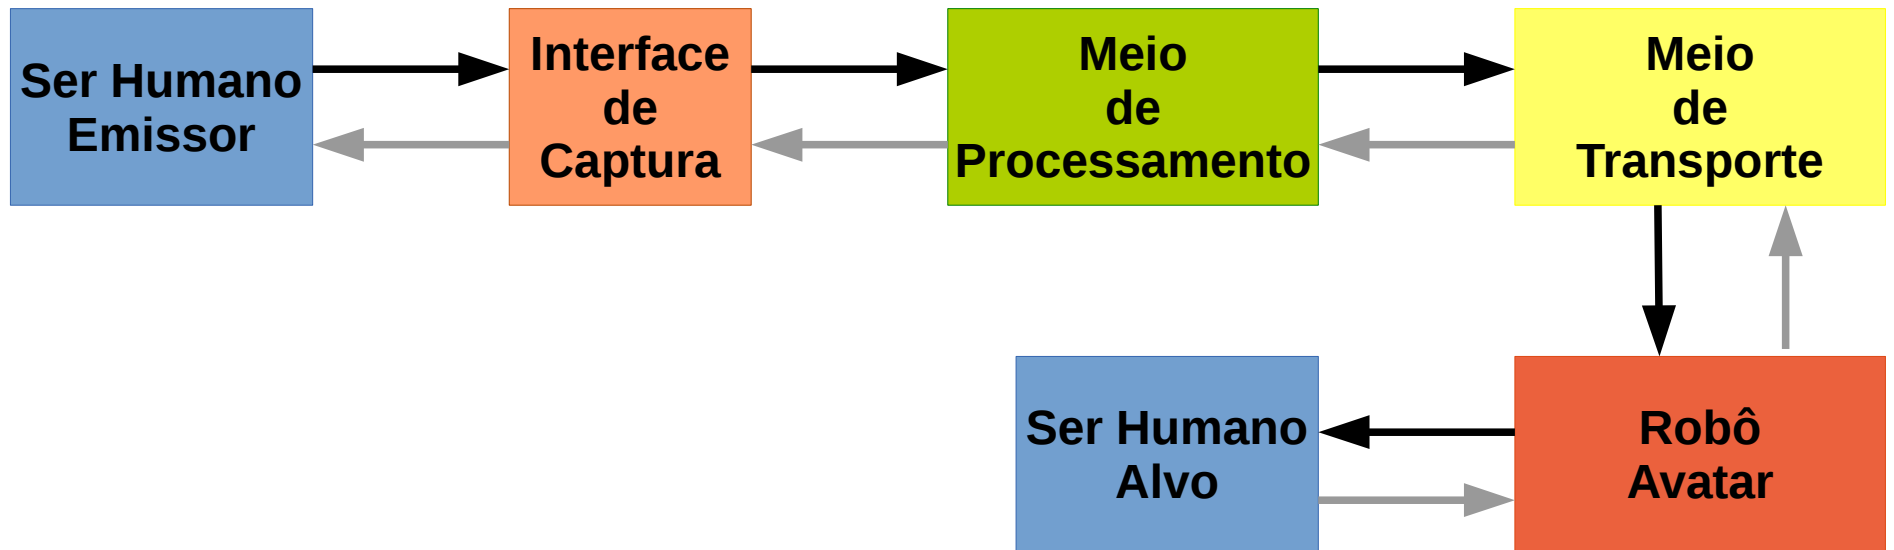 Ser Humano
Emissor
Interface
de
Captura
Meio
de
Processamento
Meio
de
Transporte
Ser Humano
Alvo
Robô
Avatar